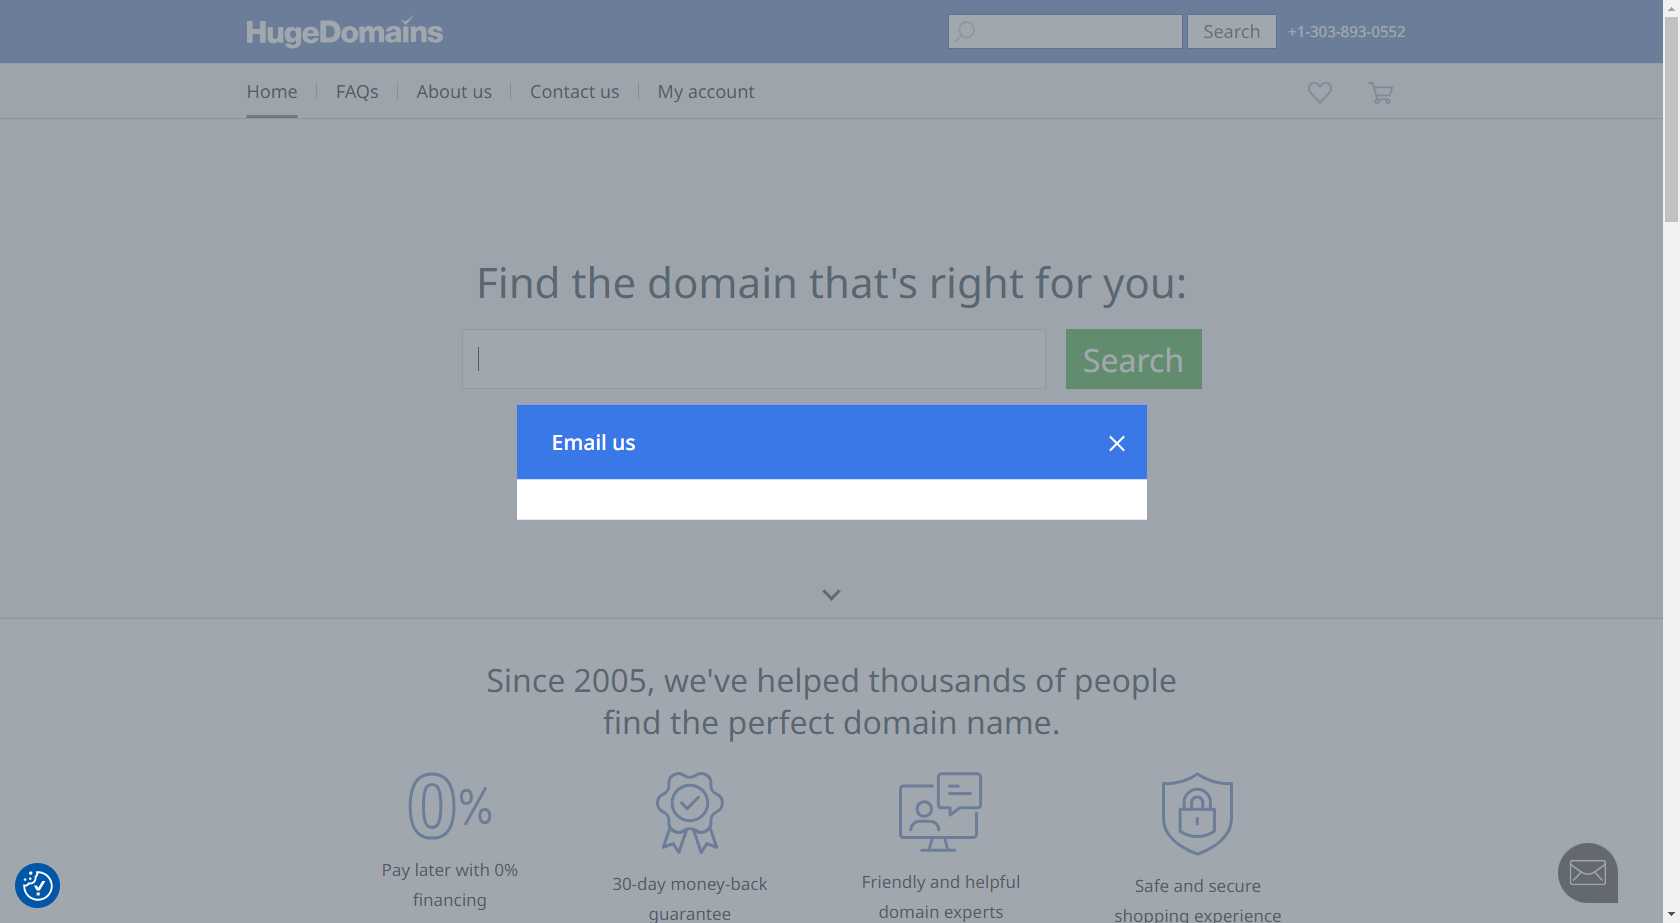 HugeDomains
Search
+1-303-893-0552
Home
FAQs
About us
Contact us
My account
Find the domain that's right for you:
Search
Email us
Since 2005, we've helped thousands of people
find the perfect domain name.
0%
Pay later with 0%
financing
30-day money-back
guarantee
Friendly and helpful
domain experts
Safe and secure
shopping experience